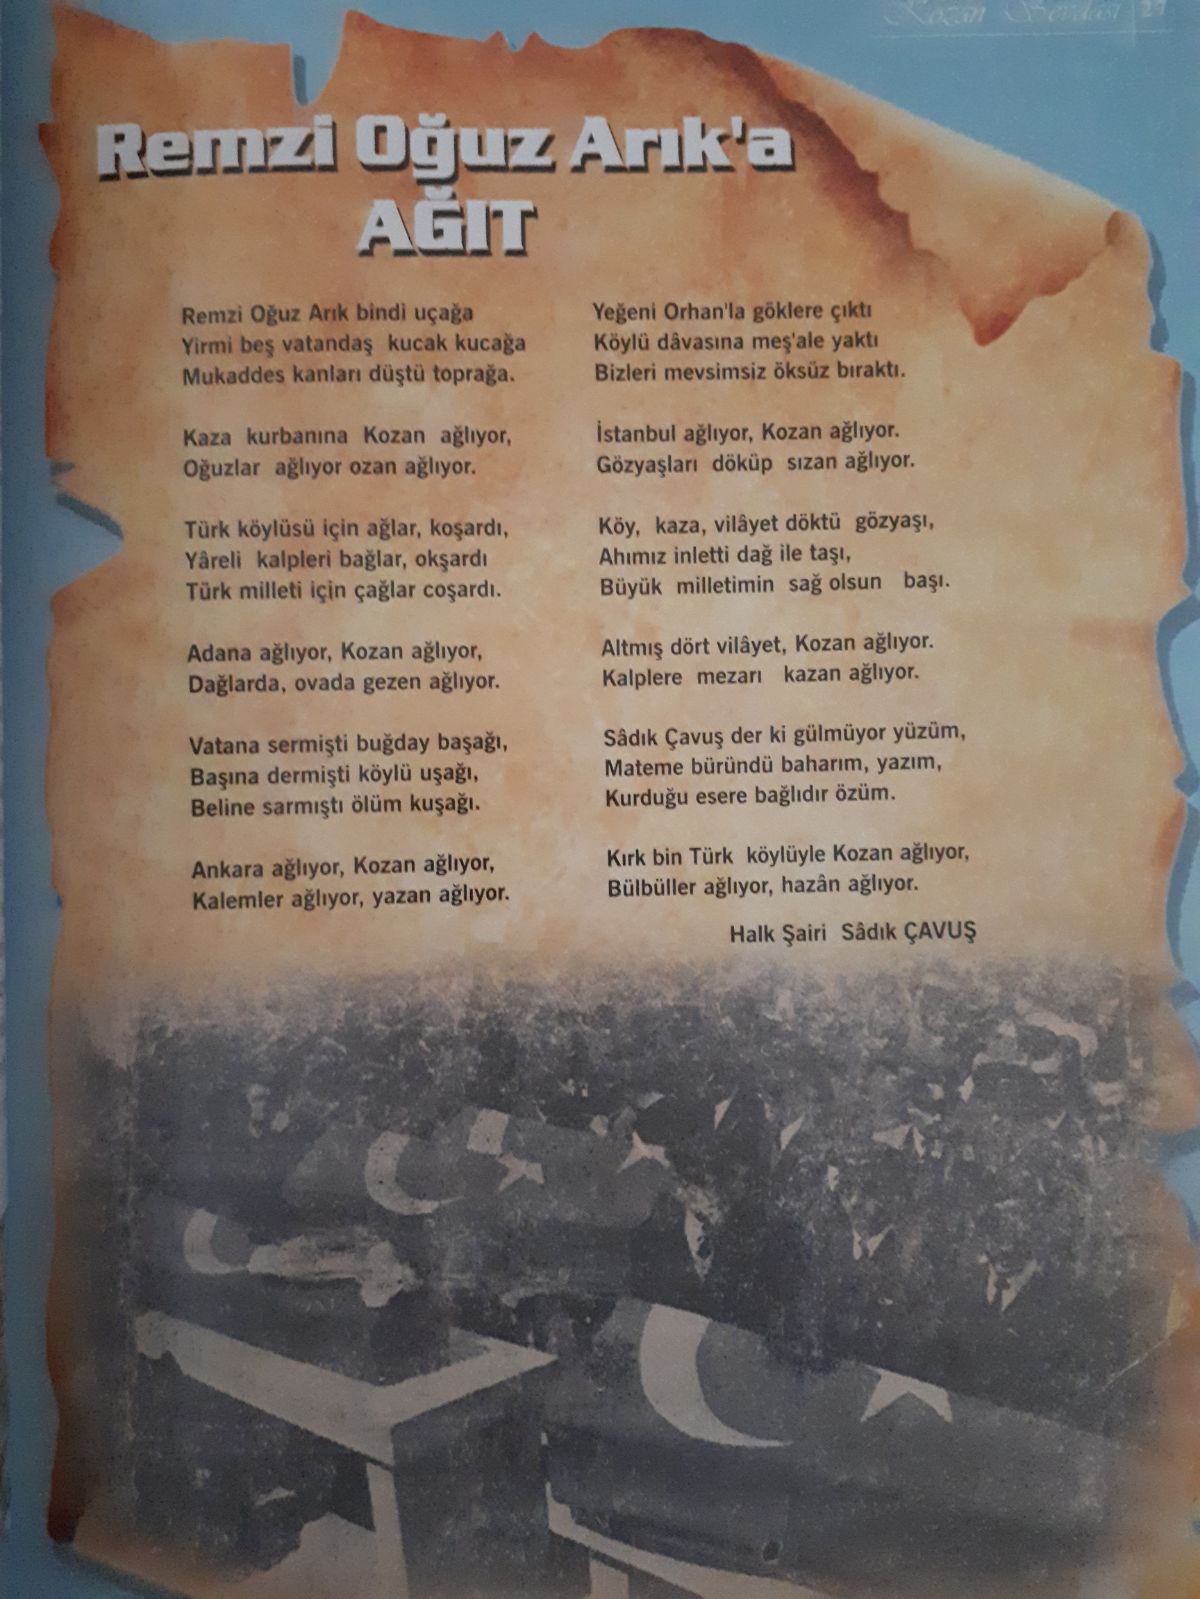 Kozan Sevdası 27
Remzi Oğuz Arık'a
AĞIT
Remzi Oğuz Arık bindi uçağa
Yirmi beş vatandaş kucak kucağa
Mukaddes kanları düştü toprağa.
Kaza kurbanına Kozan ağlıyor,
Oğuzlar ağlıyor ozan ağlıyor.
Türk köylüsü için ağlar, koşardı,
Yâreli kalpleri bağlar, okşardı
Türk milleti için çağlar coşardı.
Adana ağlıyor, Kozan ağlıyor,
Dağlarda, ovada gezen ağlıyor.
Vatana sermişti buğday başağı,
Başına dermişti köylü uşağı,
Beline sarmıştı ölüm kuşağı.
Ankara ağlıyor, Kozan ağlıyor,
Kalemler ağlıyor, yazan ağlıyor.
Yeğeni Orhan'la göklere çıktı
Köylü dâvasına meş'ale yaktı
Bizleri mevsimsiz öksüz bıraktı.
İstanbul ağlıyor, Kozan ağlıyor.
Gözyaşları döküp sızan ağlıyor.
Köy, kaza, vilâyet döktü gözyaşı,
Ahımız inletti dağ ile taşı,
Büyük milletimin sağ olsun başı.
Altmış dört vilâyet, Kozan ağlıyor.
Kalplere mezarı kazan ağlıyor.
Sâdık Çavuş der ki gülmüyor yüzüm,
Mateme büründü baharım, yazım,
Kurduğu esere bağlıdır özüm.
Kırk bin Türk köylüyle Kozan ağlıyor,
Bülbüller ağlıyor, hazân ağlıyor.
Halk Şairi Sâdık ÇAVUŞ